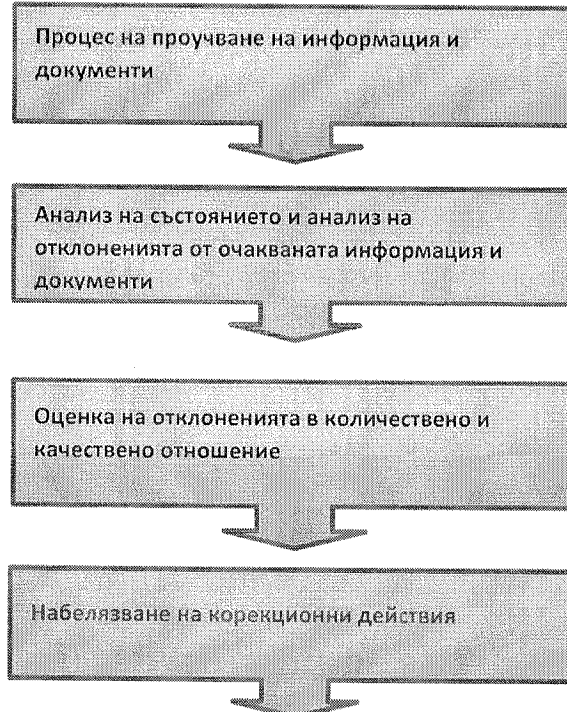 Процес на проучване на информация и
документи
Анализ на състоянието и анализ на
отклоненията от очакваната информация и
документи
Оценка на отклоненията в количествено и
качествено отношение
Набелязване на корекционни действия